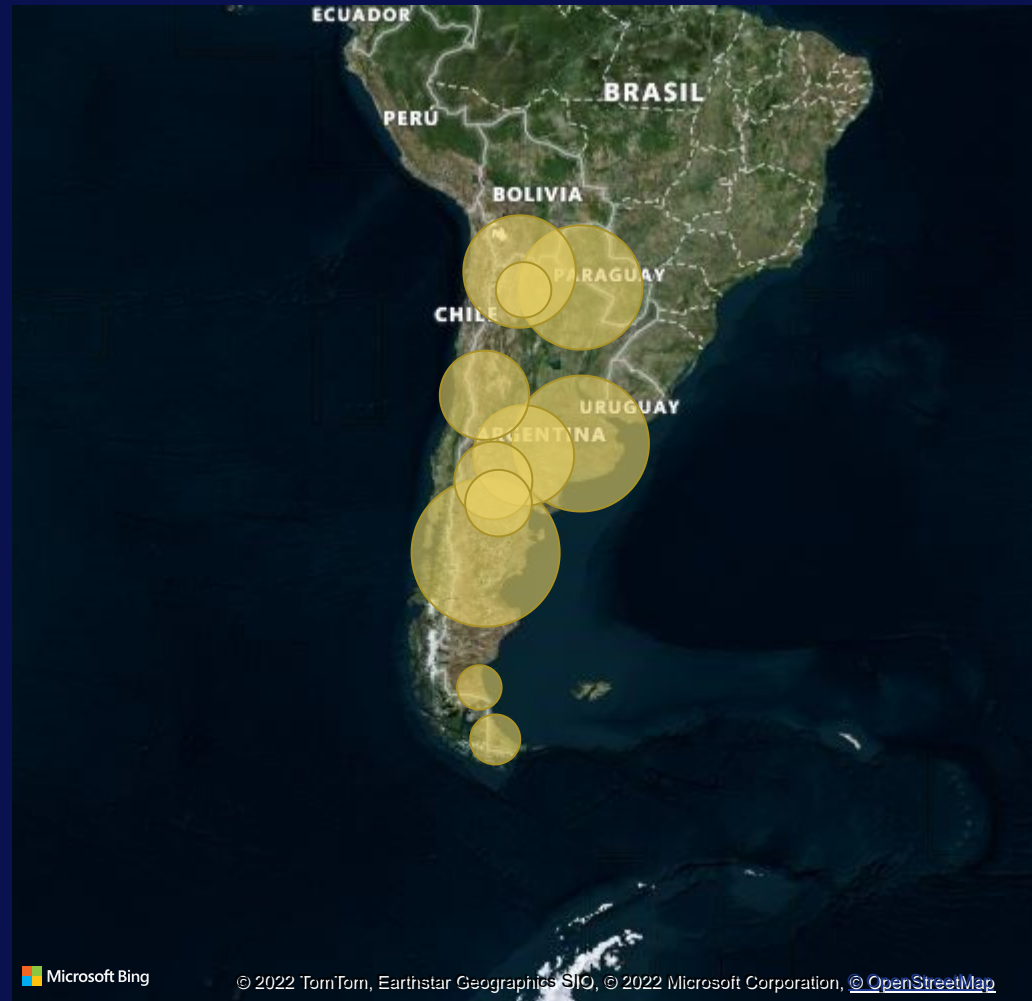 ECUADOR
BRASIL
PERÚ
BOLIVIA
PARAGUAY
CHILE
URUGUAY
ARGENTINA
Microsoft Bing
© 2022 TomTom, Earthstar Geographics SIO, © 2022 Microsoft Corporation, © OpenStreetMap